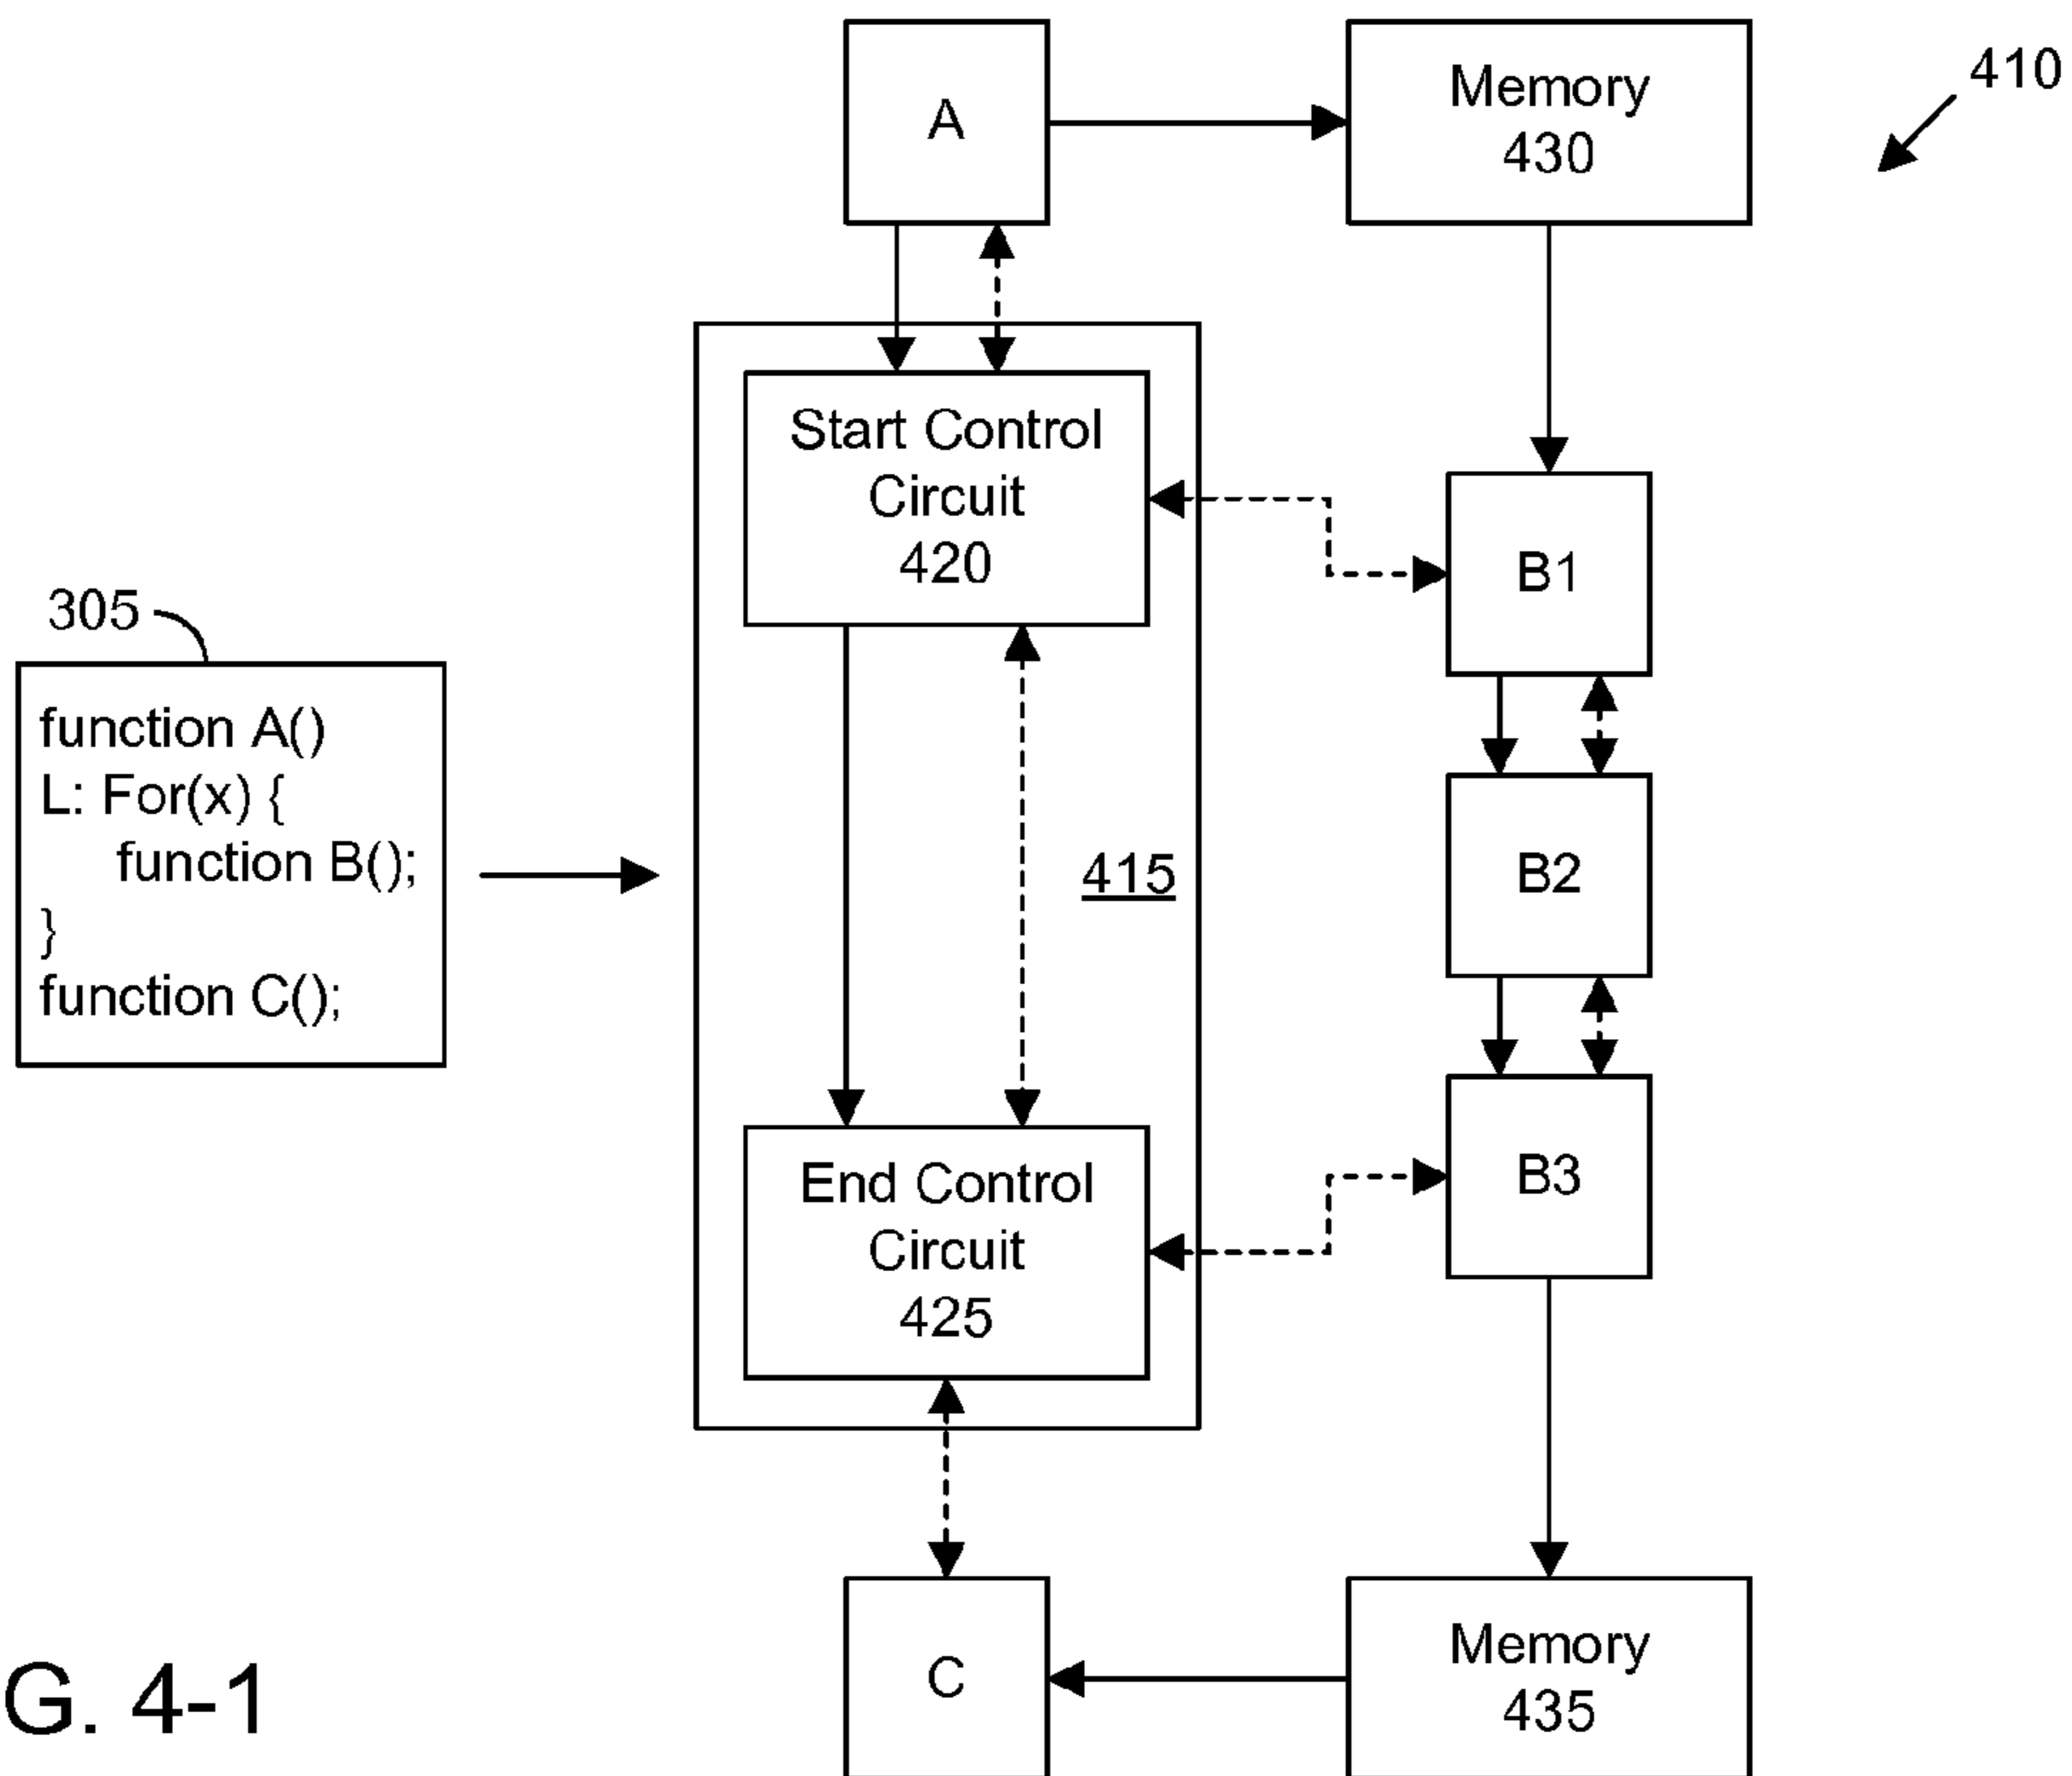 A
Memory
430
410
Start Control
Circuit
420
B1
305
function A()
L: For(x) {
function B();
}
function C();
415
B2
End Control
Circuit
425
B3
C
Memory
435
G. 4-1